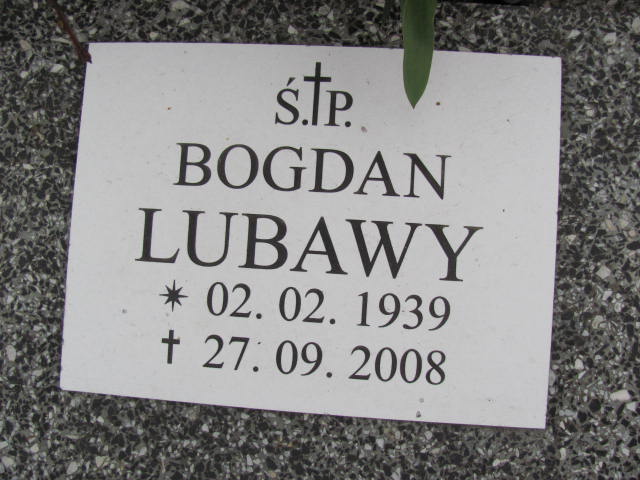 Ś.†P.
BOGDAN
LUBAWY
* 02. 02. 1939
† 27. 09. 2008